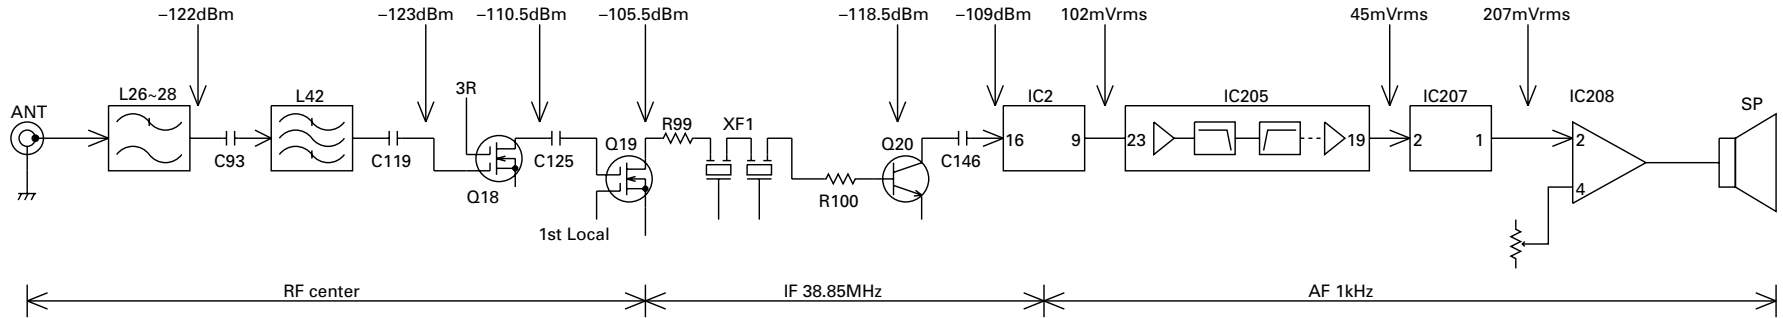 −122dBm −123dBm −110.5dBm −105.5dBm −118.5dBm −109dBm 102mVrms 45mVrms 207mVrms
ANT
L26~28
C93
L42
C119
3R
Q18
C125
Q19
1st Local
R99
XF1
R100
Q20
C146
IC2
16 9
IC205
23 19
IC207
2 1
IC208
2
4
SP
RF center IF 38.85MHz AF 1kHz